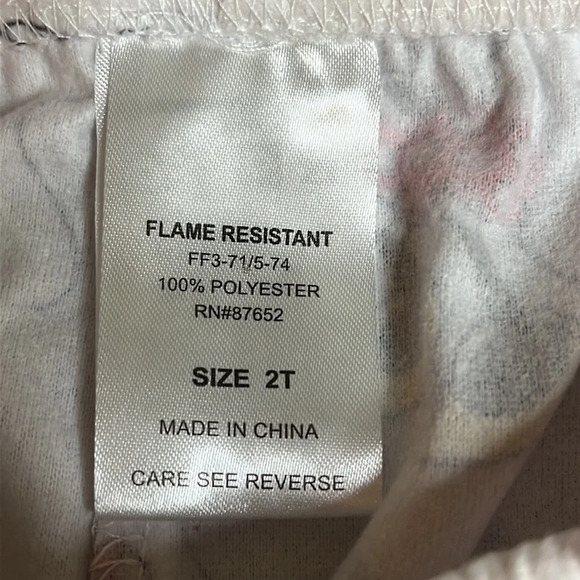 FLAME RESISTANT
FF3-71/5-74
100% POLYESTER
RN#87652
SIZE 2T
MADE IN CHINA
CARE SEE REVERSE